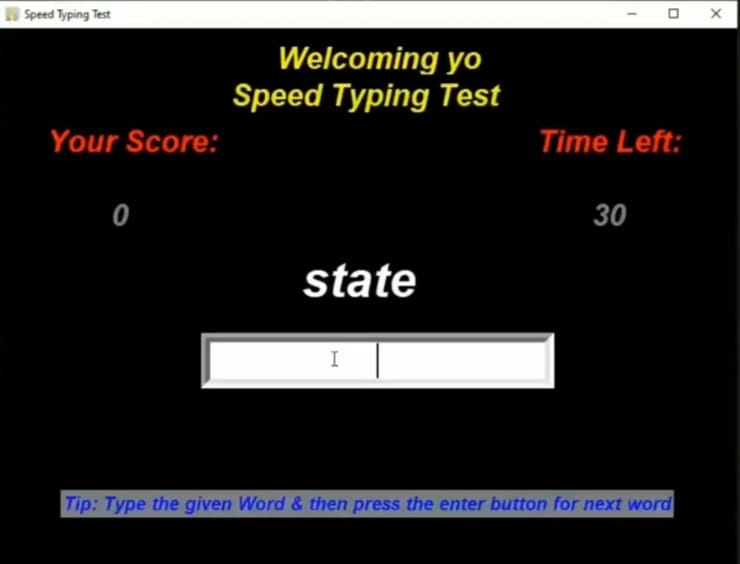 Speed Typing Test
Welcoming yo
Speed Typing Test
Your Score: Time Left:
0 30
state
Tip: Type the given Word & then press the enter button for next word